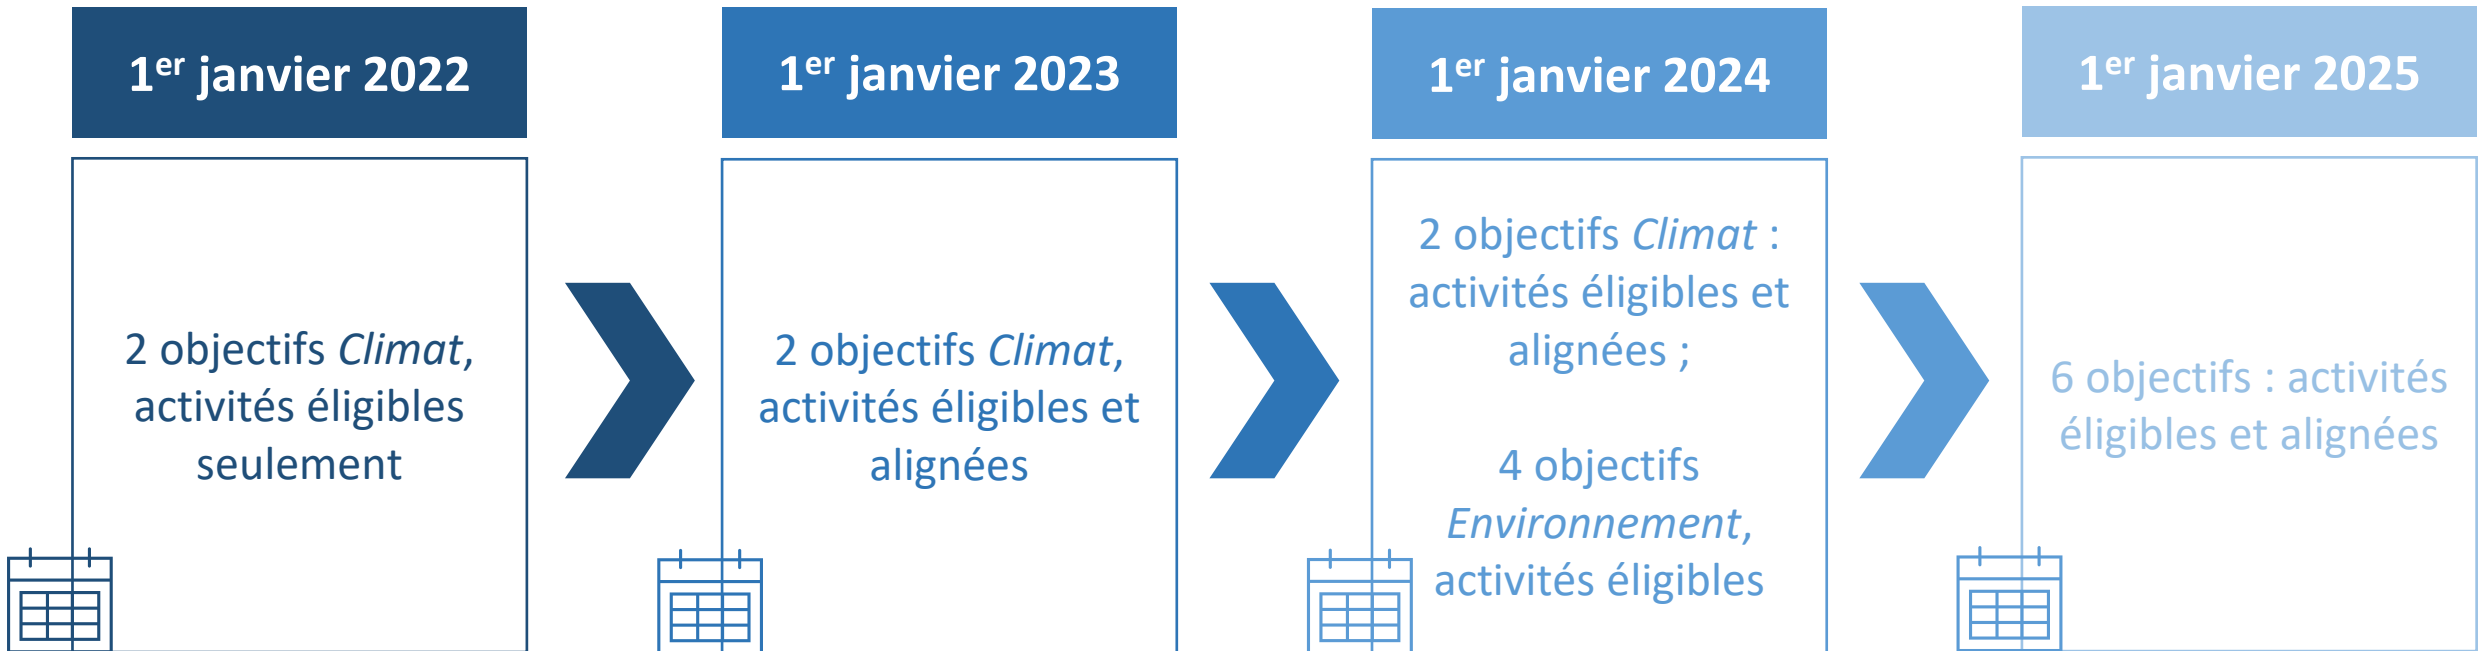 1er janvier 2022
2 objectifs Climat,
activités éligibles
seulement
1er janvier 2023
2 objectifs Climat,
activités éligibles et
alignées
1er janvier 2024
2 objectifs Climat :
activités éligibles et
alignées ;
4 objectifs
Environnement,
activités éligibles
1er janvier 2025
6 objectifs : activités
éligibles et alignées